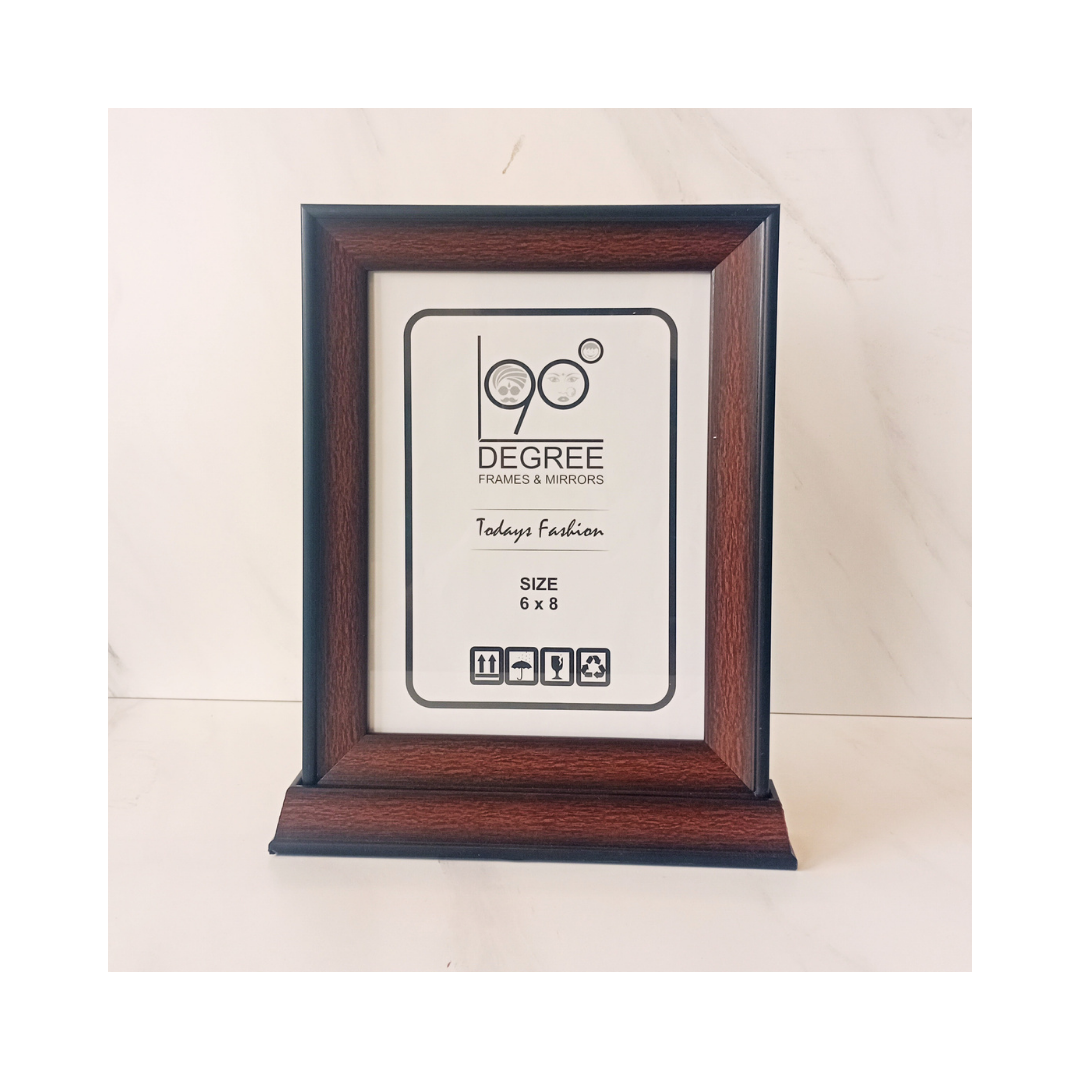 90°
DEGREE
FRAMES & MIRRORS
Todays Fashion
SIZE
6 x 8